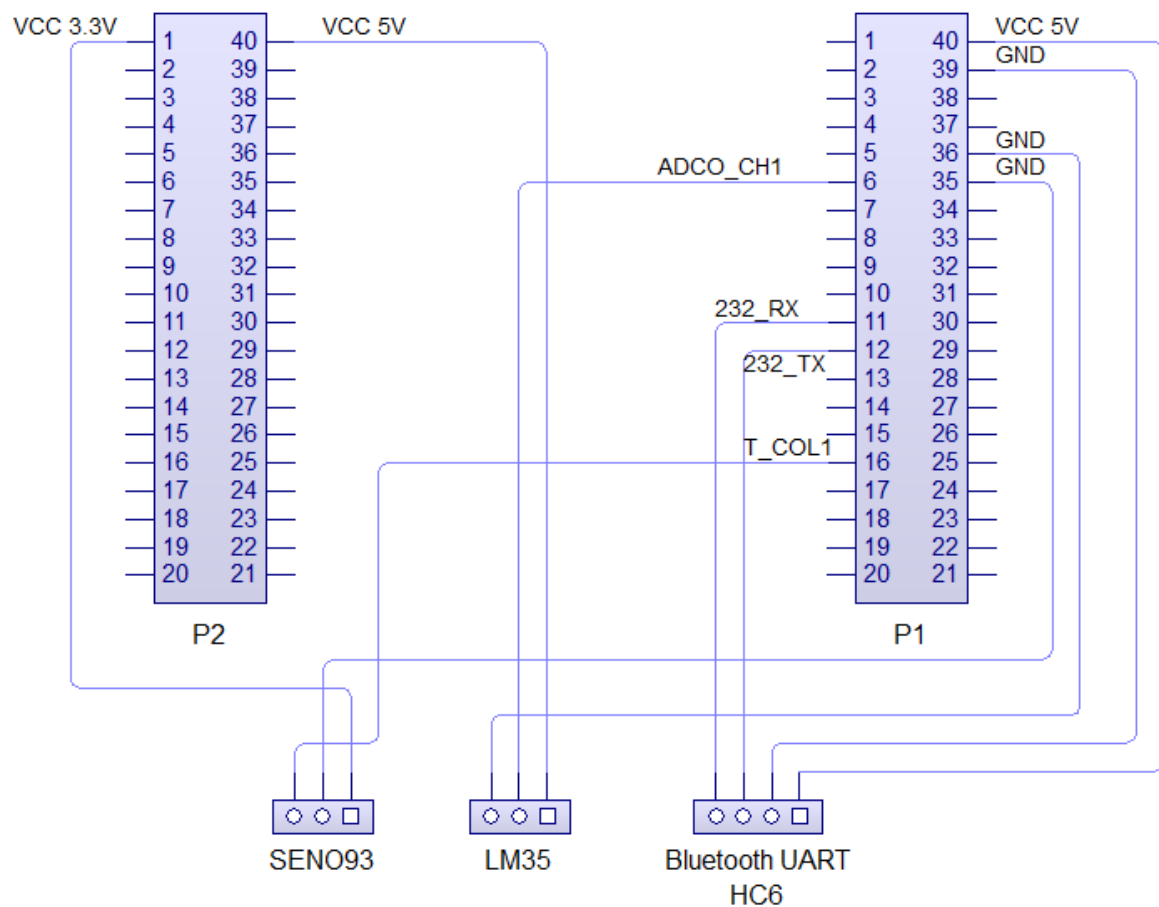 VCC 3.3V
VCC 5V
VCC 5V
GND
1 40 1 40
2 39 2 39
3 38 3 38
4 37 4 37
GND
5 36 5 36
ADCO_CH1
GND
6 35 6 35
7 34 7 34
8 33 8 33
9 32 9 32
10 31 10 31
232_RX
11 30 11 30
12 29 12 29
232_TX
13 28 13 28
14 27 14 27
15 26 15 26
T_COL1
16 25 16 25
17 24 17 24
18 23 18 23
19 22 19 22
20 21 20 21
P2
P1
SENO93
LM35
Bluetooth UART
HC6